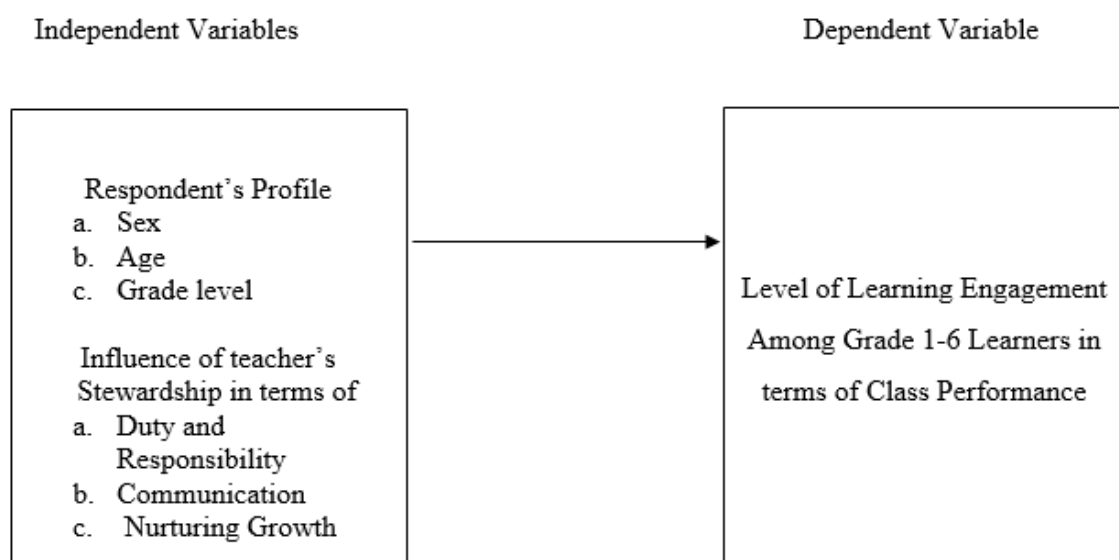 Independent Variables
Dependent Variable
Respondent’s Profile
a. Sex
b. Age
c. Grade level
Influence of teacher’s
Stewardship in terms of
a. Duty and
Responsibility
b. Communication
c. Nurturing Growth
Level of Learning Engagement
Among Grade 1-6 Learners in
terms of Class Performance